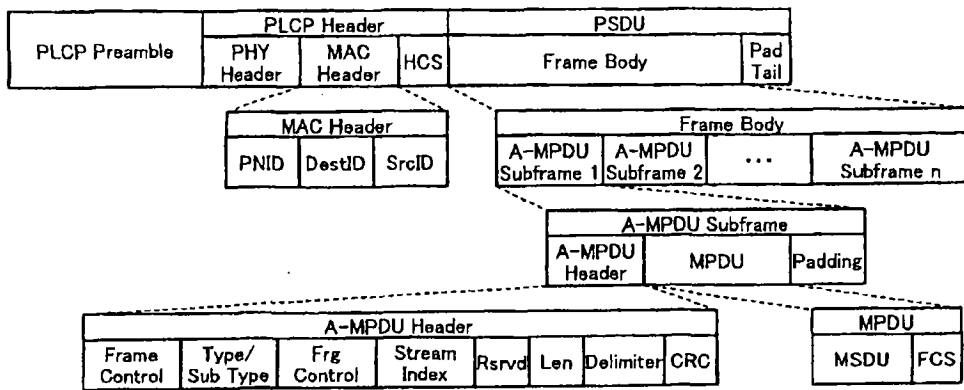 PLCP Header
PSDU
PLCP Preamble
PHY
Header
MAC
Header
HCS
Frame Body
Pad
Tail
MAC Header
PNID
DestID
SrcID
Frame Body
A-MPDU
Subframe 1
A-MPDU
Subframe 2
...
A-MPDU
Subframe n
A-MPDU Subframe
A-MPDU
Header
MPDU
Padding
A-MPDU Header
Frame
Control
Type/
Sub Type
Frg
Control
Stream
Index
Rsrvd
Len
Delimiter
CRC
MPDU
MSDU
FCS